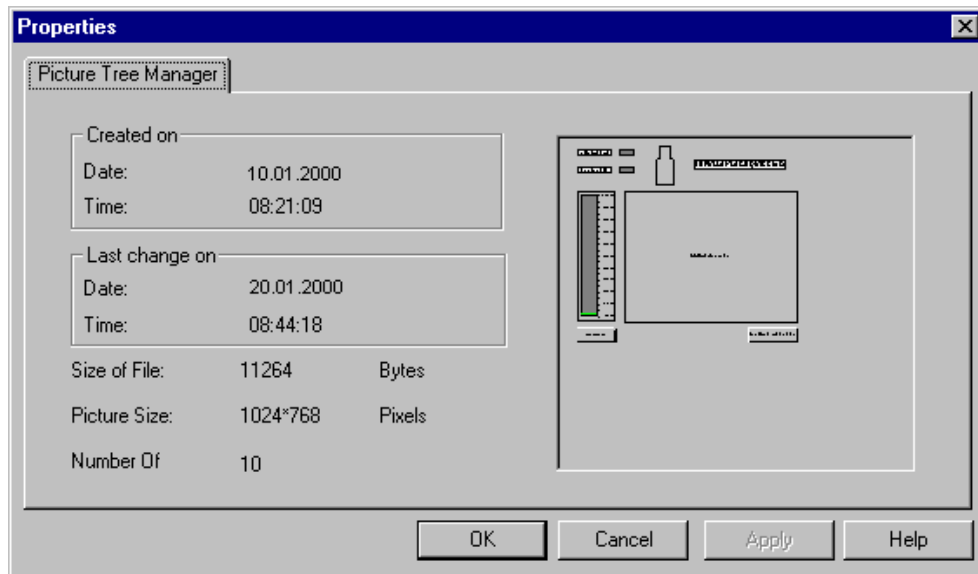 Properties
Picture Tree Manager
Created on
Date: 10.01.2000
Time: 08:21:09
Last change on
Date: 20.01.2000
Time: 08:44:18
Size of File: 11264 Bytes
Picture Size: 1024*768 Pixels
Number Of 10
OK Cancel Apply Help